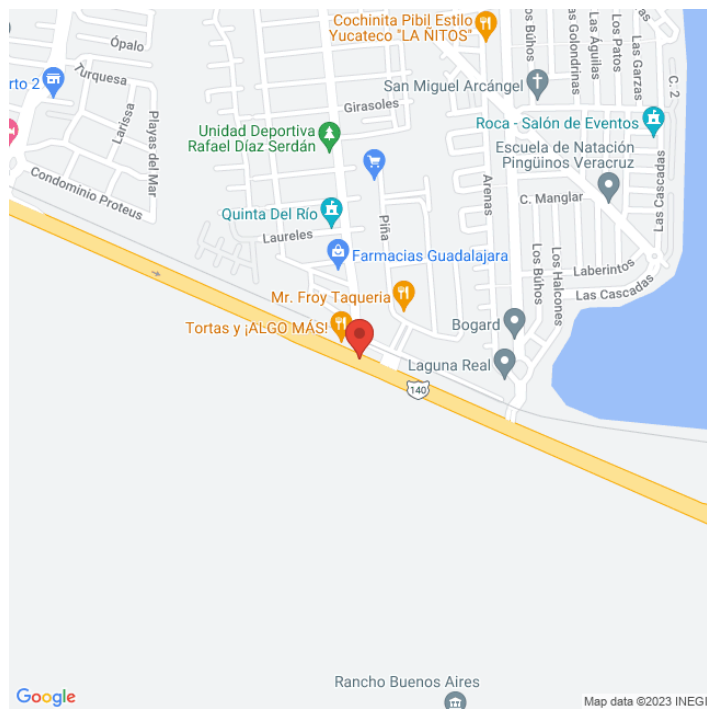 Cochinita Pibil Estilo
Yucateco "LA ÑITOS"
Los Búhos
Las Golondrinas
Las Águilas
Los Patos
Las Garzas
C. 2
Ópalo
Turquesa
rto 2
Larissa
Playas del Mar
Girasoles
San Miguel Arcángel
Unidad Deportiva
Rafael Díaz Serdán
Roca - Salón de Eventos
Escuela de Natación
Pingüinos Veracruz
Condominio Proteus
Arenas
C. Manglar
Las Cascadas
Quinta Del Río
Laureles
Piña
Farmacias Guadalajara
Los Búhos
Los Halcones
Laberintos
Las Cascadas
Mr. Froy Taqueria
Tortas y ¡ALGO MÁS!
Bogard
Laguna Real
140
Rancho Buenos Aires
Google
Map data ©2023 INEGI